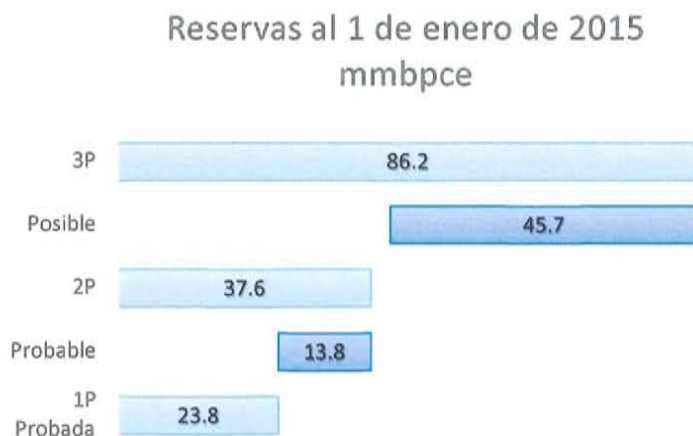 Reservas al 1 de enero de 2015
mmbpce
3P
86.2
Posible
45.7
2P
37.6
Probable
13.8
1P
Probada
23.8